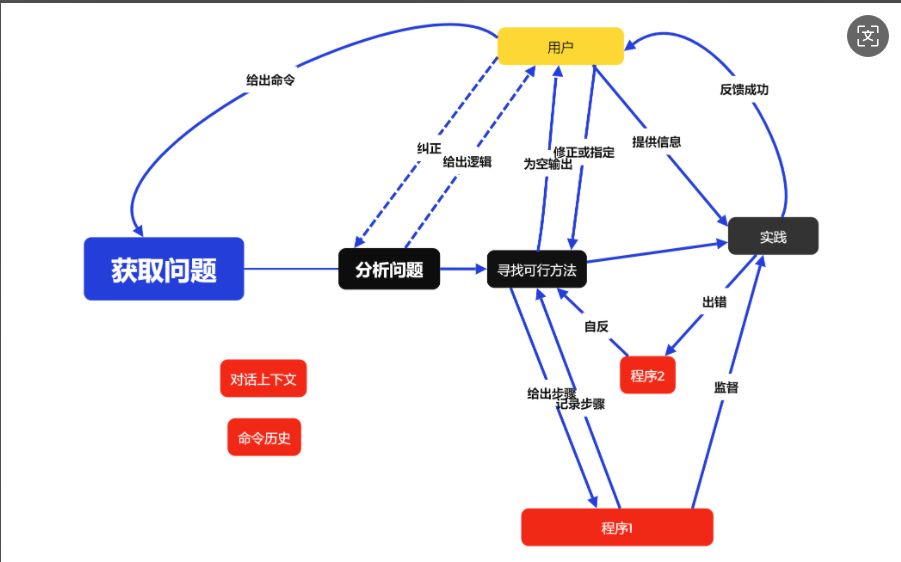 用户
给出命令
反馈成功
纠正
给出逻辑
为空输出
修正或指定
提供信息
获取问题
分析问题
寻找可行方法
实践
出错
自反
对话上下文
程序2
给出步骤
记录步骤
监督
命令历史
程序1
文